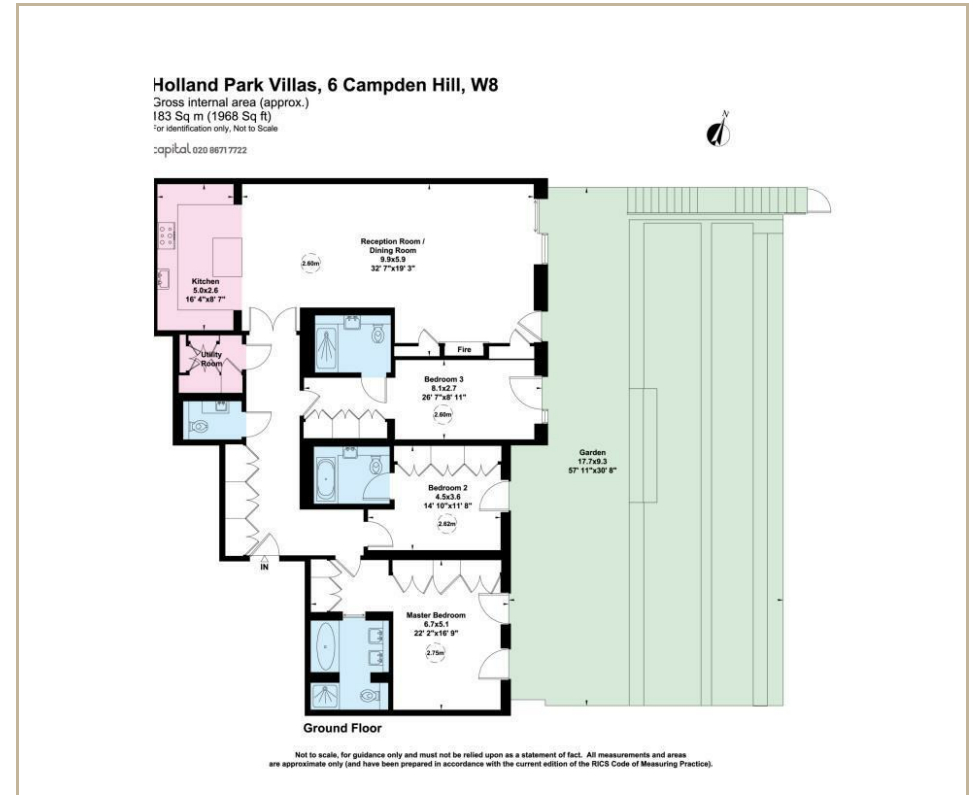 Holland Park Villas, 6 Campden Hill, W8
Gross internal area (approx.)
183 Sq m (1968 Sq ft)
For identification only, Not to Scale
capital 020 8671 7722
N
Reception Room /
Dining Room
9.9x5.9
32' 7"x19' 3"
2.60m
Kitchen
5.0x2.6
16' 4"x8' 7"
Utility
Room
Fire
Bedroom 3
8.1x2.7
26' 7"x8' 11"
2.60m
Garden
17.7x9.3
57' 11"x30' 8"
Bedroom 2
4.5x3.6
14' 10"x11' 8"
2.62m
IN
Master Bedroom
6.7x5.1
22' 2"x16' 9"
2.75m
Ground Floor
Not to scale, for guidance only and must not be relied upon as a statement of fact. All measurements and areas
are approximate only (and have been prepared in accordance with the current edition of the RICS Code of Measuring Practice).